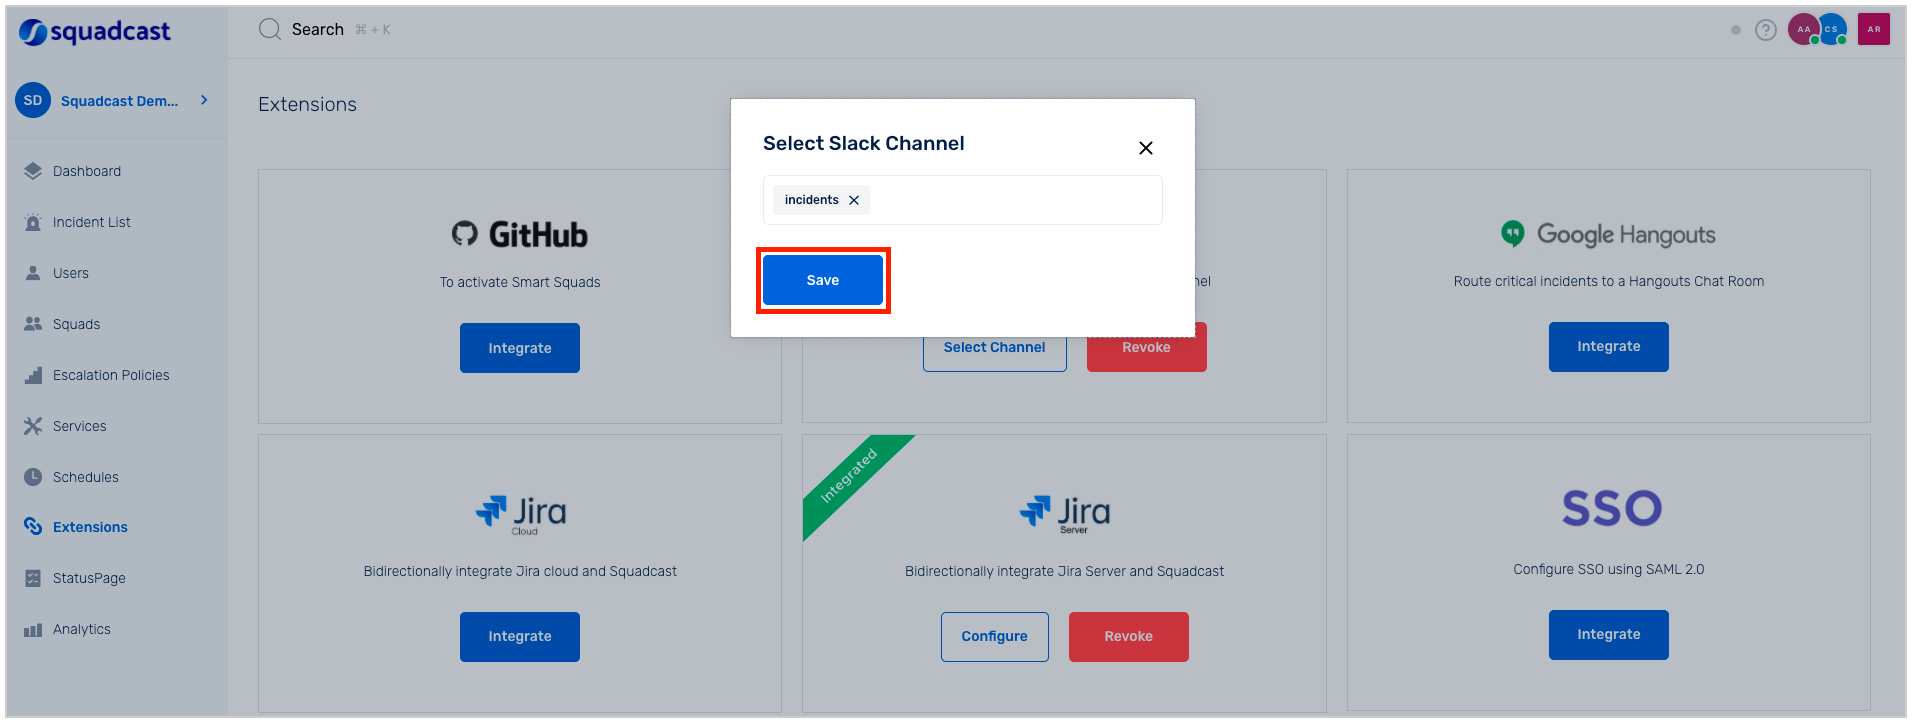 squadcast
Search ⌘ + K
AA
CS
AR
SD
Squadcast Dem...
Dashboard
Incident List
Users
Squads
Escalation Policies
Services
Schedules
Extensions
StatusPage
Analytics
Extensions
Select Slack Channel
incidents
Save
GitHub
To activate Smart Squads
Integrate
nel
Select Channel
Revoke
Google Hangouts
Route critical incidents to a Hangouts Chat Room
Integrate
Jira
Cloud
Bidirectionally integrate Jira cloud and Squadcast
Integrate
Integrated
Jira
Server
Bidirectionally integrate Jira Server and Squadcast
Configure
Revoke
SSO
Configure SSO using SAML 2.0
Integrate